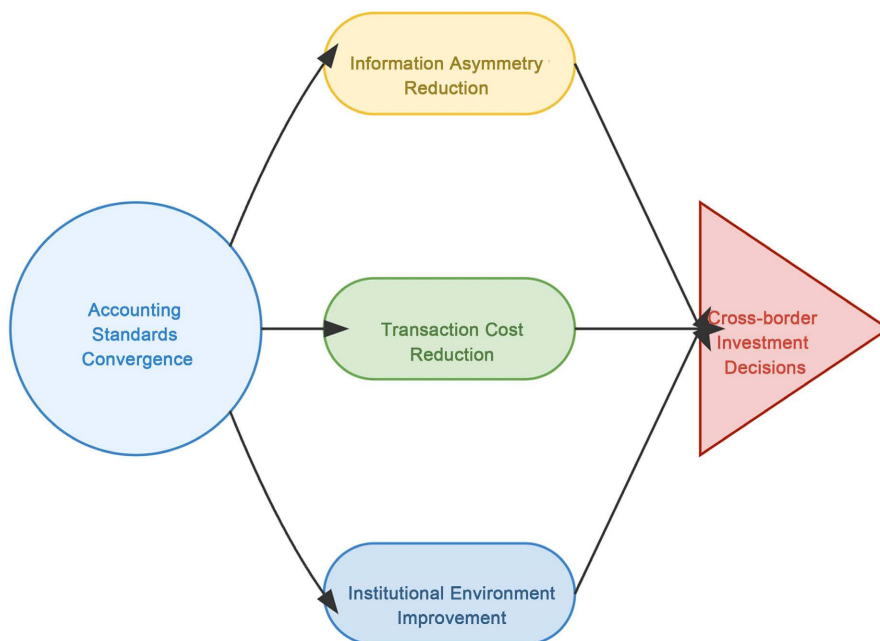 Information Asymmetry
Reduction
Accounting
Standards
Convergence
Transaction Cost
Reduction
Cross-border
Investment
Decisions
Institutional Environment
Improvement